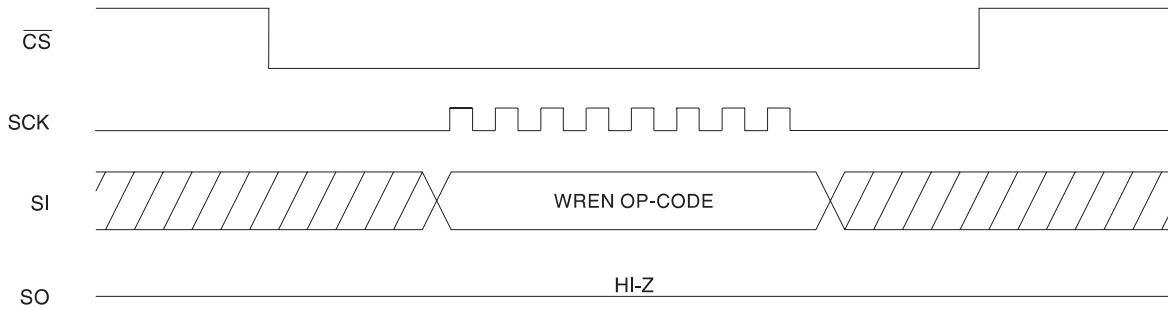 CS
SCK
SI
WREN OP-CODE
SO
HI-Z